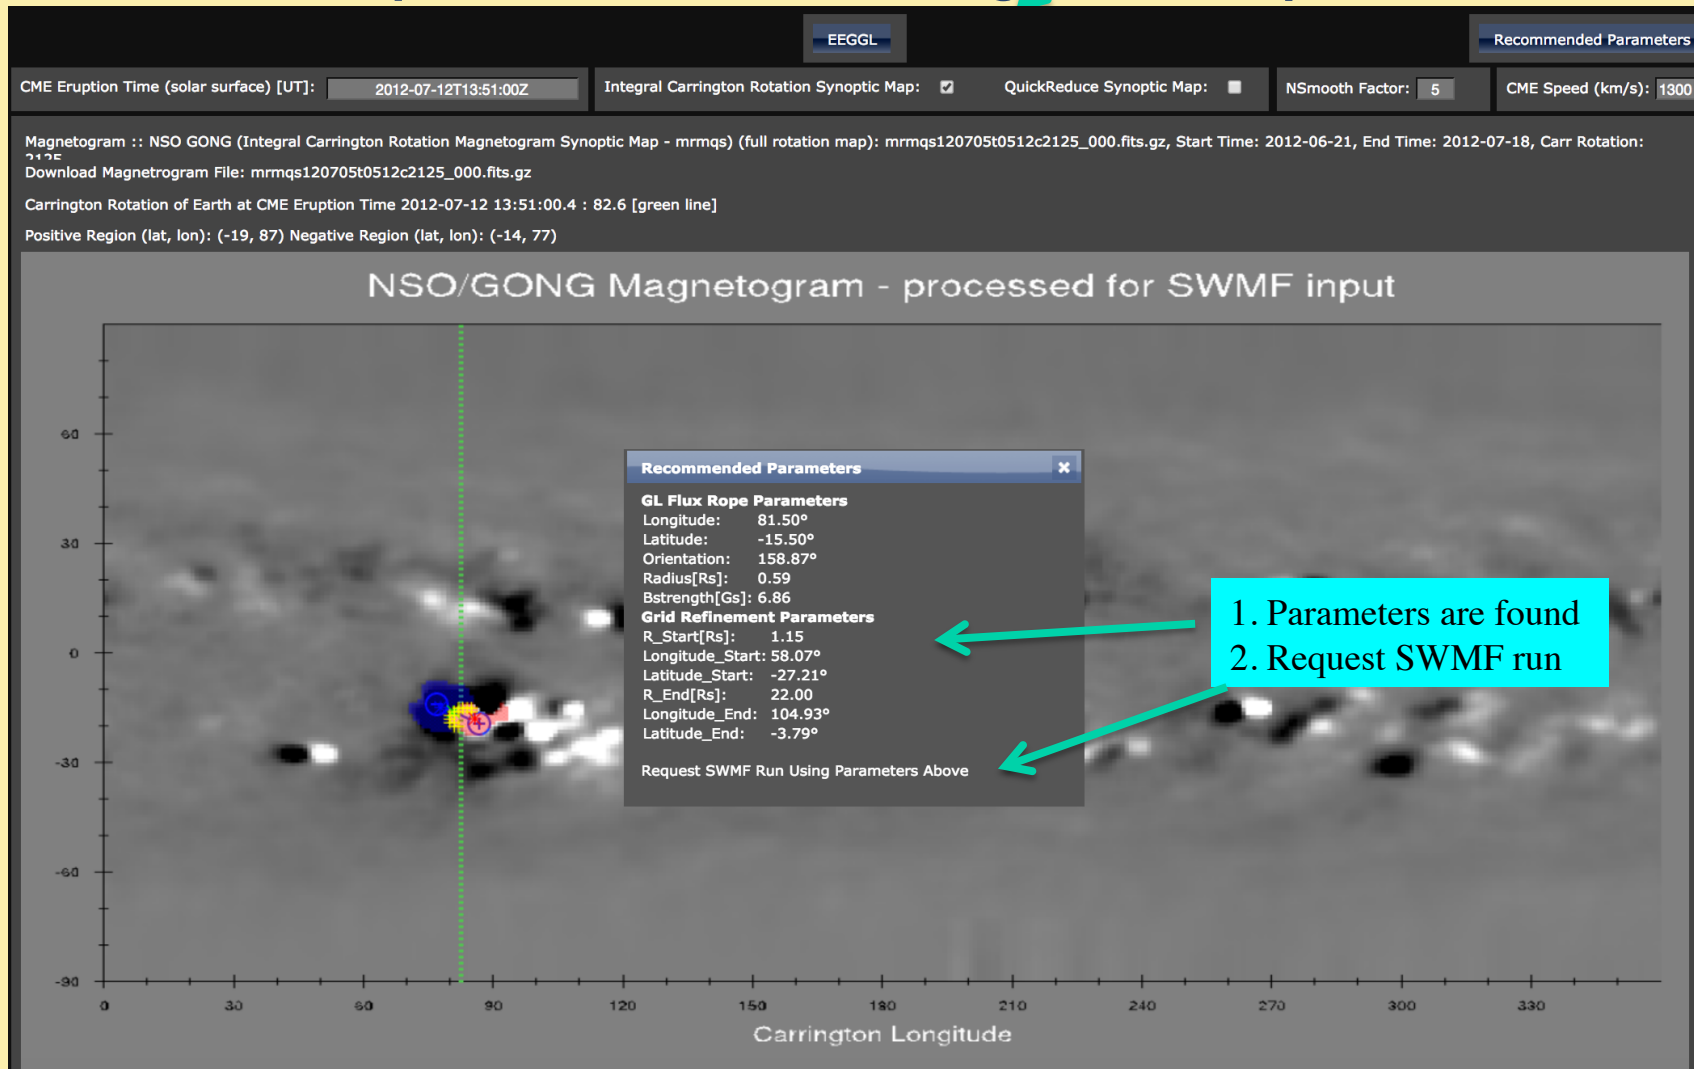 EEGGL
Recommended Parameters
CME Eruption Time (solar surface) [UT]: 2012-07-12T13:51:00Z Integral Carrington Rotation Synoptic Map: QuickReduce Synoptic Map: NSmooth Factor: 5 CME Speed (km/s): 1300
Magnetogram :: NSO GONG (Integral Carrington Rotation Magnetogram Synoptic Map - mrmqs) (full rotation map): mrmqs120705t0512c2125_000.fits.gz, Start Time: 2012-06-21, End Time: 2012-07-18, Carr Rotation:
2125
Download Magnetrogram File: mrmqs120705t0512c2125_000.fits.gz
Carrington Rotation of Earth at CME Eruption Time 2012-07-12 13:51:00.4 : 82.6 [green line]
Positive Region (lat, lon): (-19, 87) Negative Region (lat, lon): (-14, 77)
NSO/GONG Magnetogram - processed for SWMF input
60
30
0
-30
-60
-90
Recommended Parameters
GL Flux Rope Parameters
Longitude: 81.50º
Latitude: -15.50º
Orientation: 158.87º
Radius[Rs]: 0.59
Bstrength[Gs]: 6.86
Grid Refinement Parameters
R_Start[Rs]: 1.15
Longitude_Start: 58.07º
Latitude_Start: -27.21º
R_End[Rs]: 22.00
Longitude_End: 104.93º
Latitude_End: -3.79º
Request SWMF Run Using Parameters Above
1. Parameters are found
2. Request SWMF run
0 30 60 90 120 150 180 210 240 270 300 330
Carrington Longitude